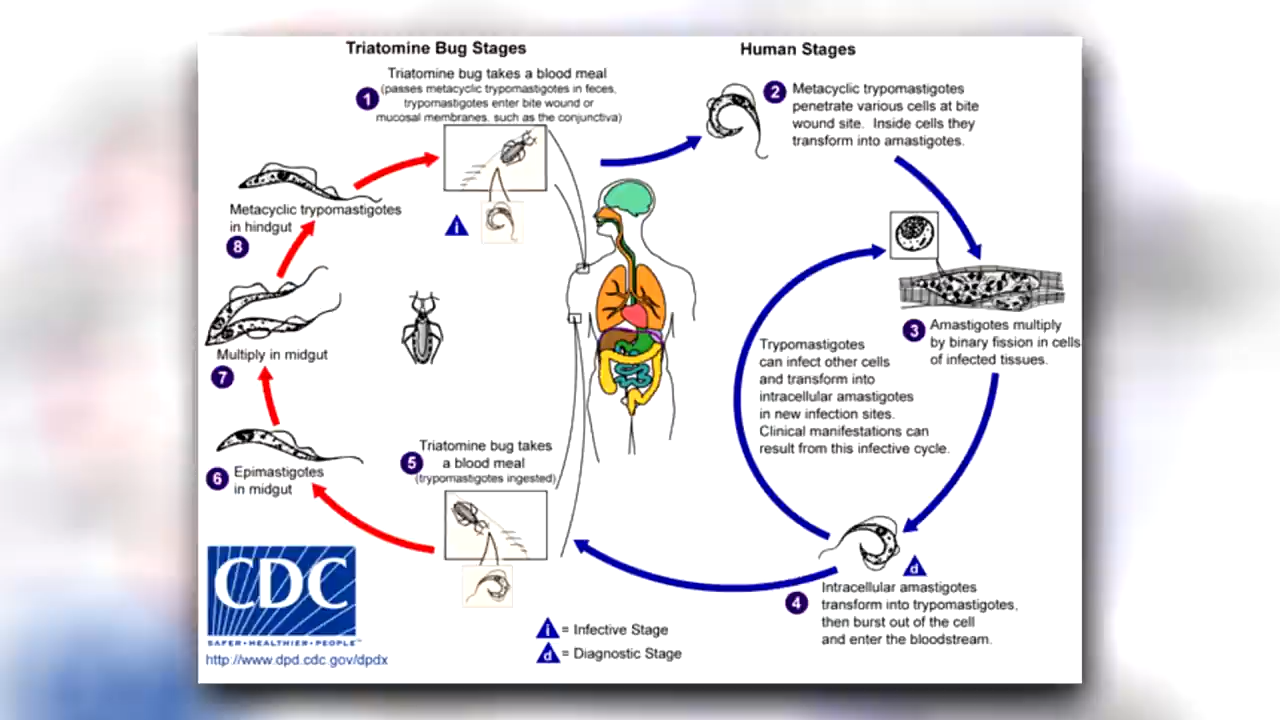 Triatomine Bug Stages
Human Stages
Triatomine bug takes a blood meal
(passes metacyclic trypomastigotes in feces,
trypomastigotes enter bite wound or
mucosal membranes, such as the conjunctiva)
1
2
Metacyclic trypomastigotes
penetrate various cells at bite
wound site. Inside cells they
transform into amastigotes.
Metacyclic trypomastigotes
in hindgut
8
i
3
Amastigotes multiply
by binary fission in cells
of infected tissues.
Multiply in midgut
7
Trypomastigotes
can infect other cells
and transform into
intracellular amastigotes
in new infection sites.
Clinical manifestations can
result from this infective cycle.
Triatomine bug takes
a blood meal
(trypomastigotes ingested)
5
6
Epimastigotes
in midgut
d
4
Intracellular amastigotes
transform into trypomastigotes,
then burst out of the cell
and enter the bloodstream.
CDC
SAFER•HEALTHIER•PEOPLE™
http://www.dpd.cdc.gov/dpdx
i = Infective Stage
d = Diagnostic Stage